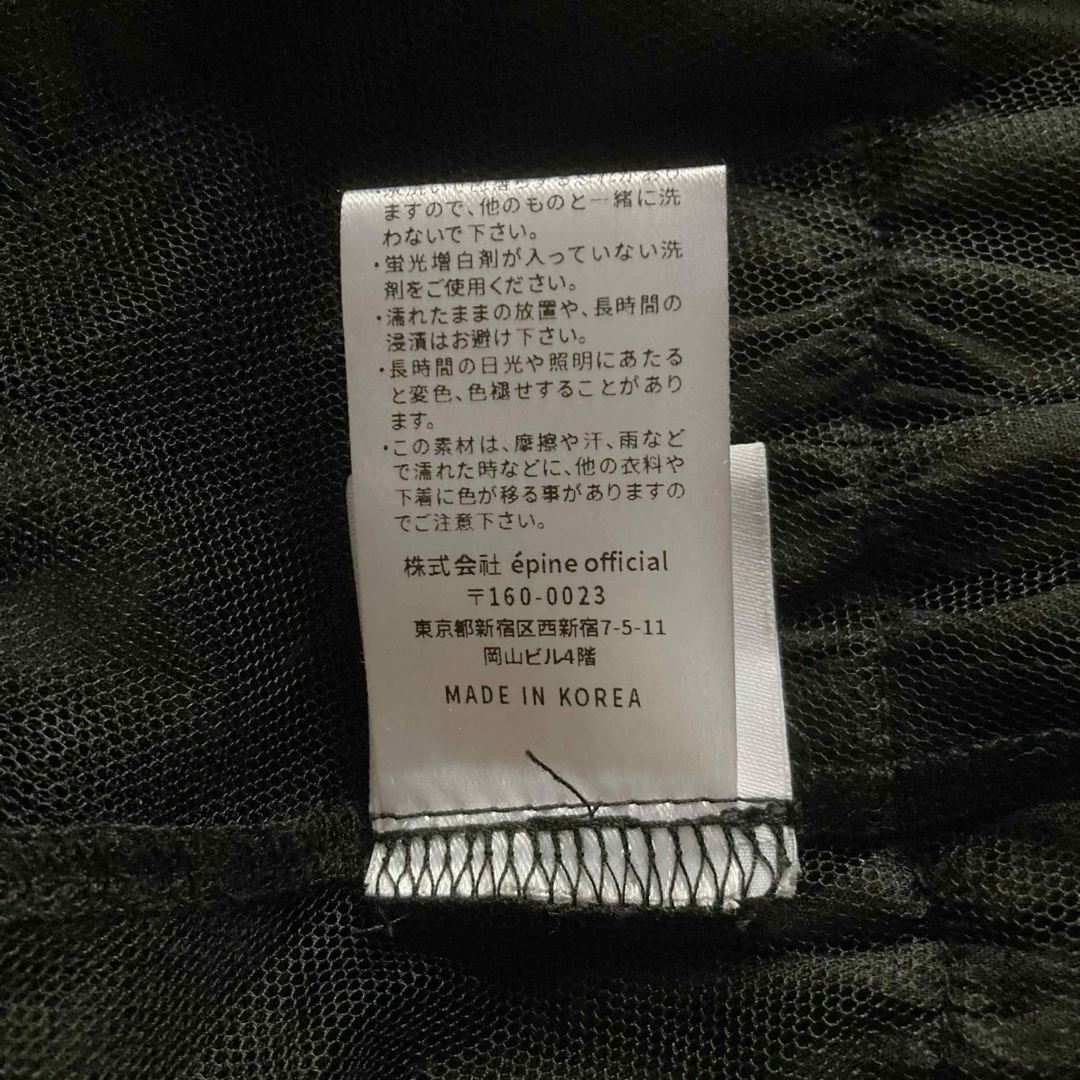 ますので、他のものと一緒に洗
わないで下さい。
・蛍光増白剤が入っていない洗
剤をご使用ください。
・濡れたままの放置や、長時間の
浸漬はお避け下さい。
・長時間の日光や照明にあたる
と変色、色褪せすることがあり
ます。
・この素材は、摩擦や汗、雨など
で濡れた時などに、他の衣料や
下着に色が移る事がありますの
でご注意下さい。
株式会社 épine official
〒160-0023
東京都新宿区西新宿7-5-11
岡山ビル4階
MADE IN KOREA